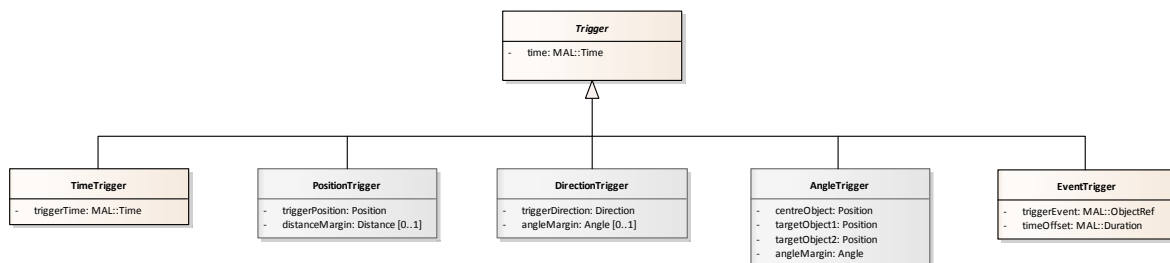 Trigger
- time: MAL::Time
TimeTrigger
- triggerTime: MAL::Time
PositionTrigger
- triggerPosition: Position
- distanceMargin: Distance [0..1]
DirectionTrigger
- triggerDirection: Direction
- angleMargin: Angle [0..1]
AngleTrigger
- centreObject: Position
- targetObject1: Position
- targetObject2: Position
- angleMargin: Angle
EventTrigger
- triggerEvent: MAL::ObjectRef
- timeOffset: MAL::Duration